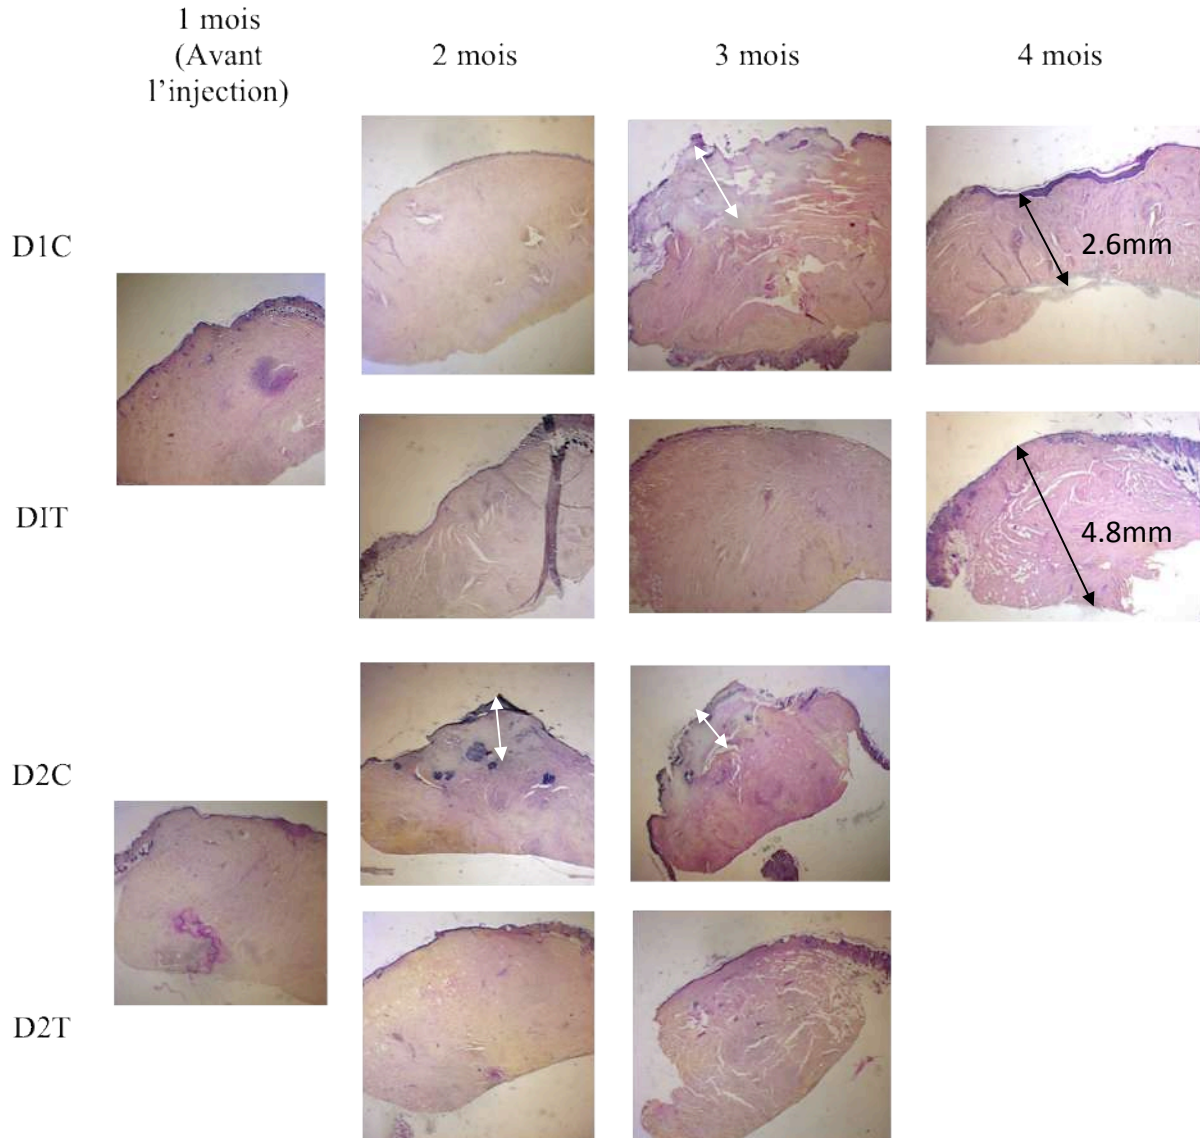 1 mois
(Avant
l'injection)
2 mois
3 mois
4 mois
D1C
2.6mm
D1T
4.8mm
D2C
D2T